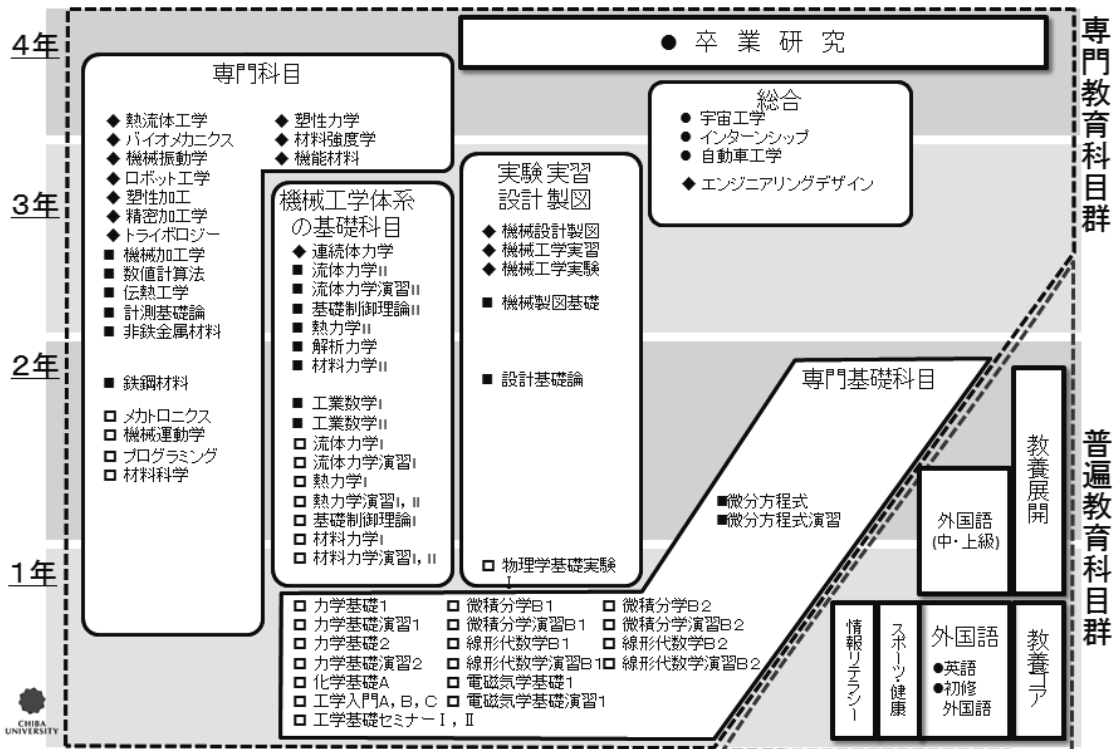 4年
3年
2年
1年
● 卒 業 研 究
専門科目
◆ 熱流体工学
◆ バイオメカニクス
◆ 機械振動学
◆ ロボット工学
◆ 塑性加工
◆ 精密加工学
◆ トライボロジー
■ 機械加工学
■ 数値計算法
■ 伝熱工学
■ 計測基礎論
■ 非鉄金属材料
■ 鉄鋼材料
□ メカトロニクス
□ 機械運動学
□ プログラミング
□ 材料科学
◆ 塑性力学
◆ 材料強度学
◆ 機能材料
機械工学体系
の基礎科目
◆ 連続体力学
■ 流体力学II
■ 流体力学演習II
■ 基礎制御理論II
■ 熱力学II
■ 解析力学
■ 材料力学II
■ 工業数学I
■ 工業数学II
□ 流体力学I
□ 流体力学演習I
□ 熱力学I
□ 熱力学演習I, II
□ 基礎制御理論I
□ 材料力学I
□ 材料力学演習I, II
実験実習
設計製図
◆ 機械設計製図
◆ 機械工学実習
◆ 機械工学実験
■ 機械製図基礎
■ 設計基礎論
□ 物理学基礎実験
I
総合
● 宇宙工学
● インターンシップ
● 自動車工学
◆ エンジニアリングデザイン
専門基礎科目
■微分方程式
■微分方程式演習
□ 力学基礎1
□ 力学基礎演習1
□ 力学基礎2
□ 力学基礎演習2
□ 化学基礎A
□ 工学入門A, B, C
□ 工学基礎セミナーI, II
□ 微積分学B1
□ 微積分学演習B1
□ 線形代数学B1
□ 線形代数学演習B1
□ 電磁気学基礎1
□ 電磁気学基礎演習1
□ 微積分学B2
□ 微積分学演習B2
□ 線形代数学B2
□ 線形代数学演習B2
教養展開
外国語
(中・上級)
情報リテラシー
スポーツ・健康
外国語
●英語
●初修
外国語
教養コア
専門教育科目群
普遍教育科目群
CHIBA
UNIVERSITY